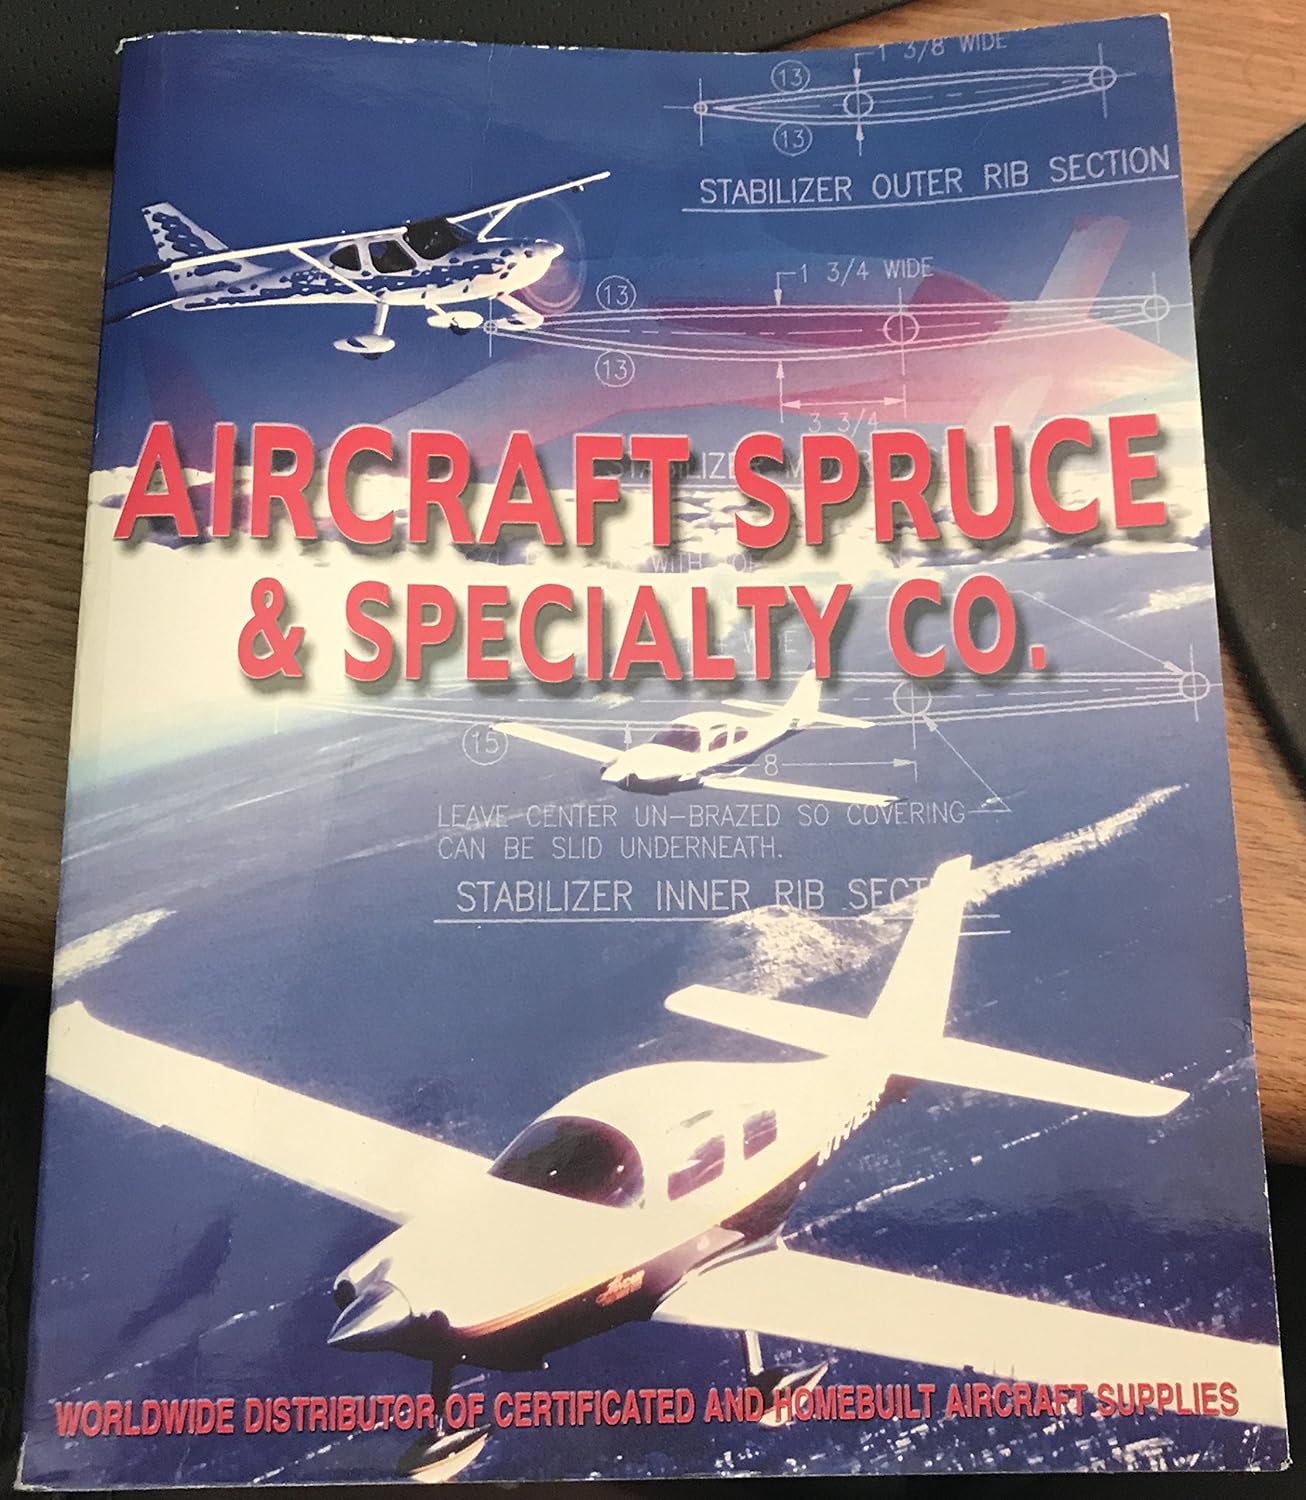 1 3/8 WIDE
13
13
STABILIZER OUTER RIB SECTION
1 3/4 WIDE
13
13
3 3/4
AIRCRAFT SPRUCE
& SPECIALTY CO.
WIDE
15
8
LEAVE CENTER UN-BRAZED SO COVERING
CAN BE SLID UNDERNEATH.
STABILIZER INNER RIB
WORLDWIDE DISTRIBUTOR OF CERTIFICATED AND HOMEBUILT AIRCRAFT SUPPLIES